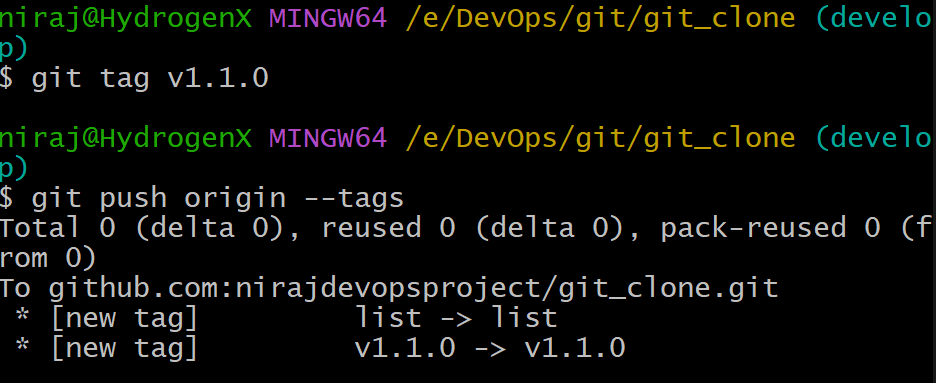 niraj@HydrogenX MINGW64 /e/DevOps/git/git_clone (develo
p)
$ git tag v1.1.0
niraj@HydrogenX MINGW64 /e/DevOps/git/git_clone (develo
p)
$ git push origin --tags
Total 0 (delta 0), reused 0 (delta 0), pack-reused 0 (f
rom 0)
To github.com:nirajdevopsproject/git_clone.git
 * [new tag]         list -> list
 * [new tag]         v1.1.0 -> v1.1.0